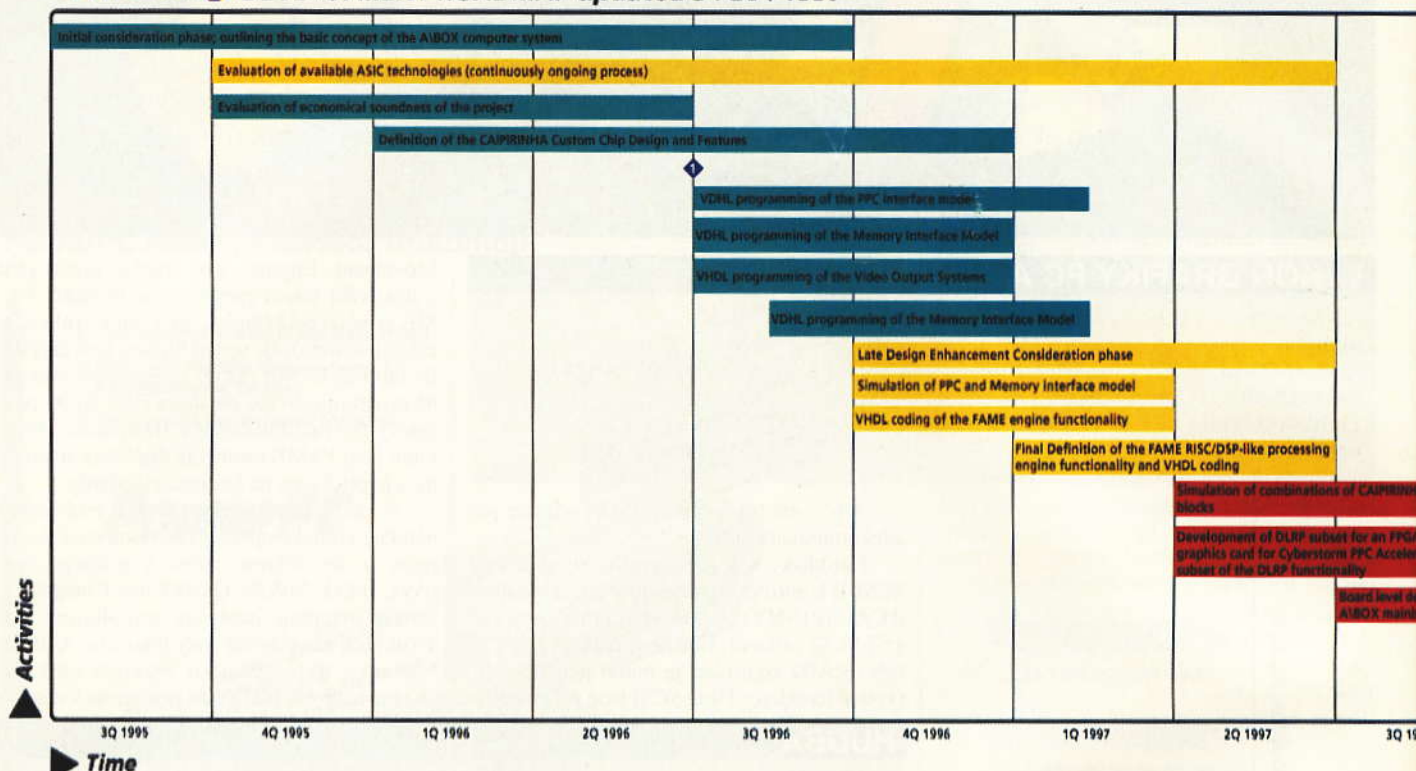 Initial consideration phase; outlining the basic concept of the A\BOX computer system
Evaluation of available ASIC technologies (continuously ongoing process)
Evaluation of economical soundness of the project
Definition of the CAIPIRINHA Custom Chip Design and Features
1
VDHL programming of the PPC interface model
VDHL programming of the Memory Interface Model
VHDL programming of the Video Output Systems
VDHL programming of the Memory Interface Model
Late Design Enhancement Consideration phase
Simulation of PPC and Memory interface model
VHDL coding of the FAME engine functionality
Final Definition of the FAME RISC/DSP-like processing
engine functionality and VHDL coding
Simulation of combinations of CAIPIRINH
blocks
Development of DLRP subset for an FPGA
graphics card for Cyberstorm PPC Acceler
subset of the DLRP functionality
Board level de
A\BOX mainb
Activities
3Q 1995 4Q 1995 1Q 1996 2Q 1996 3Q 1996 4Q 1996 1Q 1997 2Q 1997 3Q 19
Time